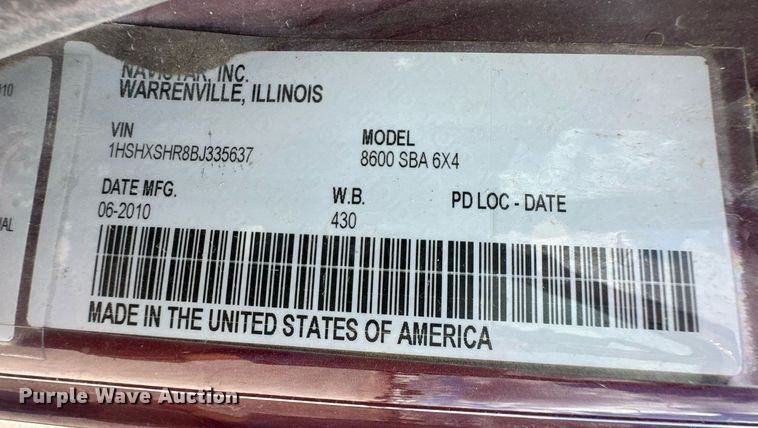 NAVISTAR, INC.
WARRENVILLE, ILLINOIS
VIN
1HSHXSHR8BJ335637
MODEL
8600 SBA 6X4
DATE MFG.
06-2010
W.B.
430
PD LOC - DATE
MADE IN THE UNITED STATES OF AMERICA
Purple Wave Auction